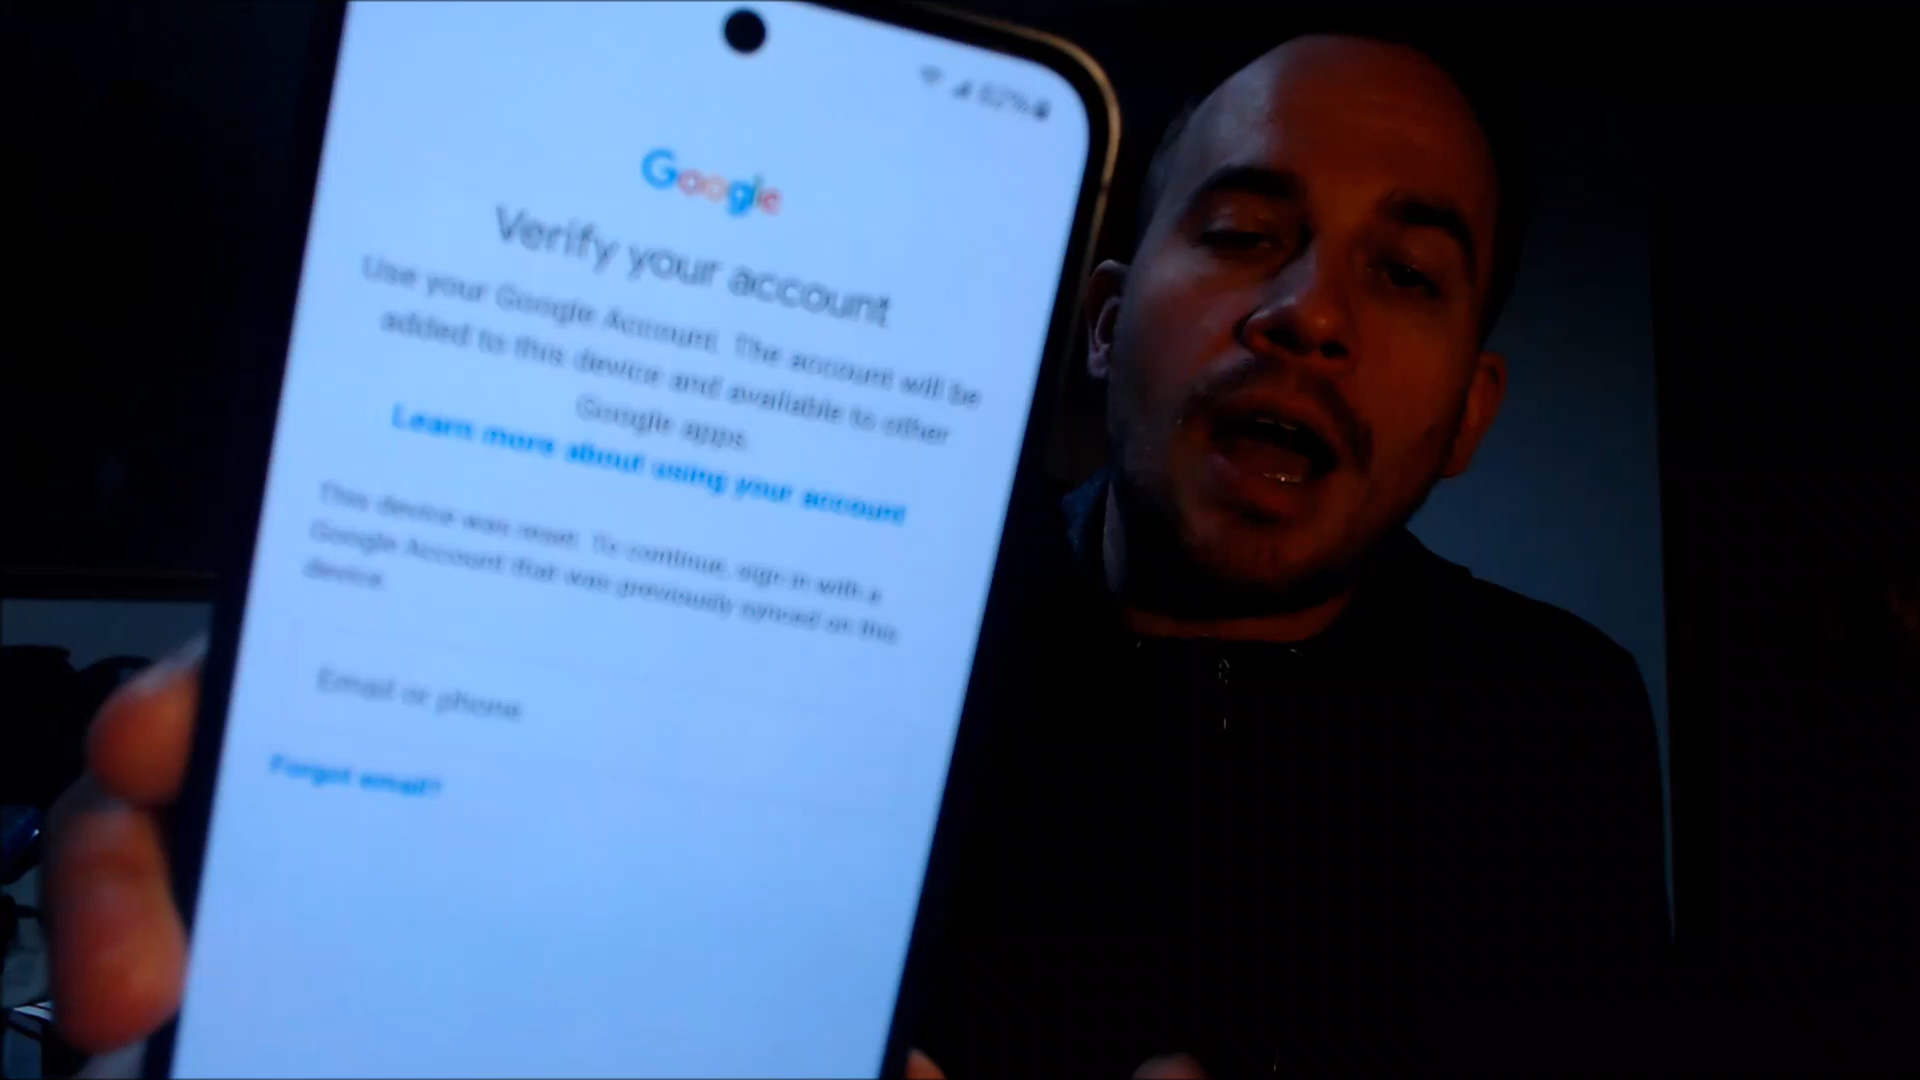 52%
Google
Verify your account
Use your Google Account. The account will be
added to this device and available to other
Google apps.
Learn more about using your account
This device was reset. To continue, sign in with a
Google Account that was previously synced on this
device.
Email or phone
Forgot email?